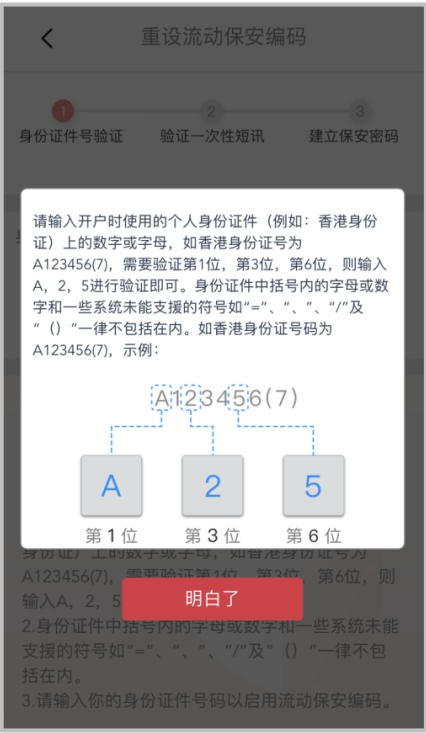 重设流动保安编码
1
2
3
身份证件号验证
验证一次性短讯
建立保安密码
请输入开户时使用的个人身份证件（例如：香港身份
证）上的数字或字母，如香港身份证号为
A123456(7)，需要验证第1位，第3位，第6位，则输入
A，2，5进行验证即可。身份证件中括号内的字母或数
字和一些系统未能支援的符号如“=”、“、”、“/”及
“（）”一律不包括在内。如香港身份证号码为
A123456(7)，示例：
A123456(7)
A
2
5
第 1 位
第 3 位
第 6 位
身份证）上的数字或字母，如香港身份证号为
A123456(7)，需要验证第1位，第3位，第6位，则
输入A，2，5
明白了
2.身份证件中括号内的字母或数字和一些系统未能
支援的符号如“=”、“、”、“/”及“（）”一律不包
括在内。
3.请输入你的身份证件号码以启用流动保安编码。